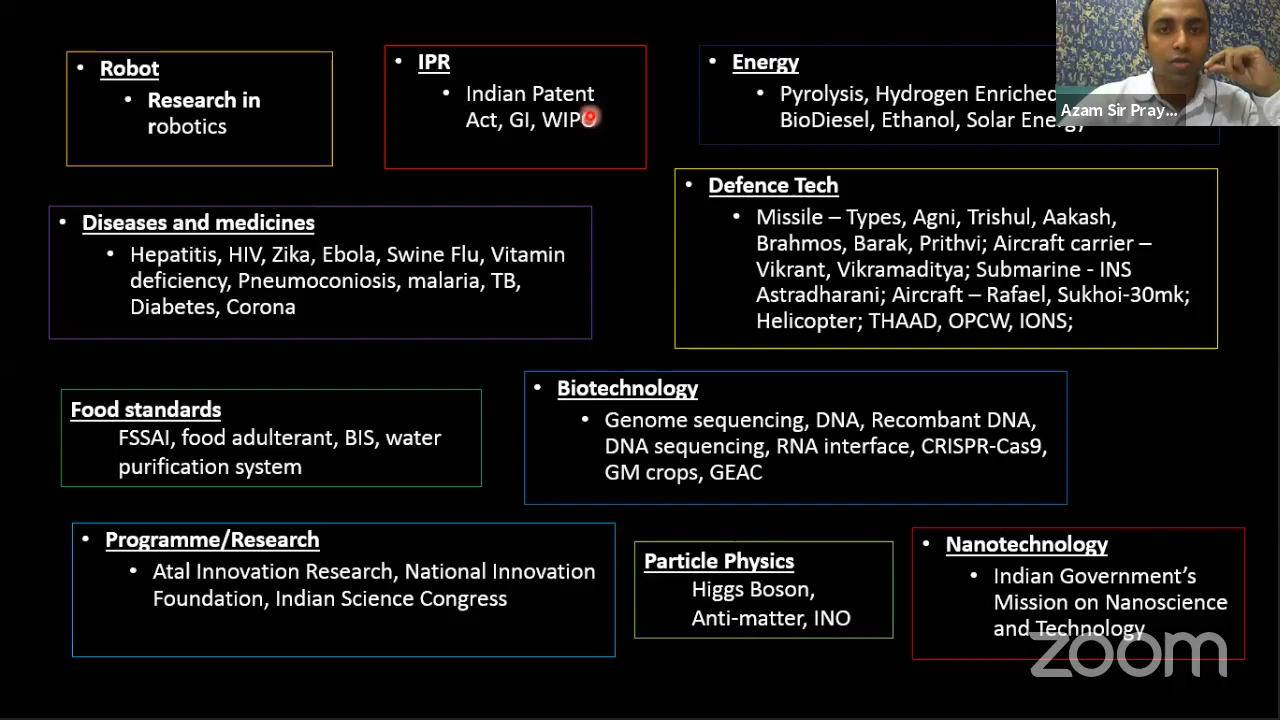 Robot
Research in
robotics
IPR
Indian Patent
Act, GI, WIPO
Energy
Pyrolysis, Hydrogen Enriched
BioDiesel, Ethanol, Solar Energy
Azam Sir Pray...
Diseases and medicines
Hepatitis, HIV, Zika, Ebola, Swine Flu, Vitamin
deficiency, Pneumoconiosis, malaria, TB,
Diabetes, Corona
Defence Tech
Missile – Types, Agni, Trishul, Aakash,
Brahmos, Barak, Prithvi; Aircraft carrier –
Vikrant, Vikramaditya; Submarine - INS
Astradharani; Aircraft – Rafael, Sukhoi-30mk;
Helicopter; THAAD, OPCW, IONS;
Food standards
FSSAI, food adulterant, BIS, water
purification system
Biotechnology
Genome sequencing, DNA, Recombant DNA,
DNA sequencing, RNA interface, CRISPR-Cas9,
GM crops, GEAC
Programme/Research
Atal Innovation Research, National Innovation
Foundation, Indian Science Congress
Particle Physics
Higgs Boson,
Anti-matter, INO
Nanotechnology
Indian Government's
Mission on Nanoscience
and Technology
zoom